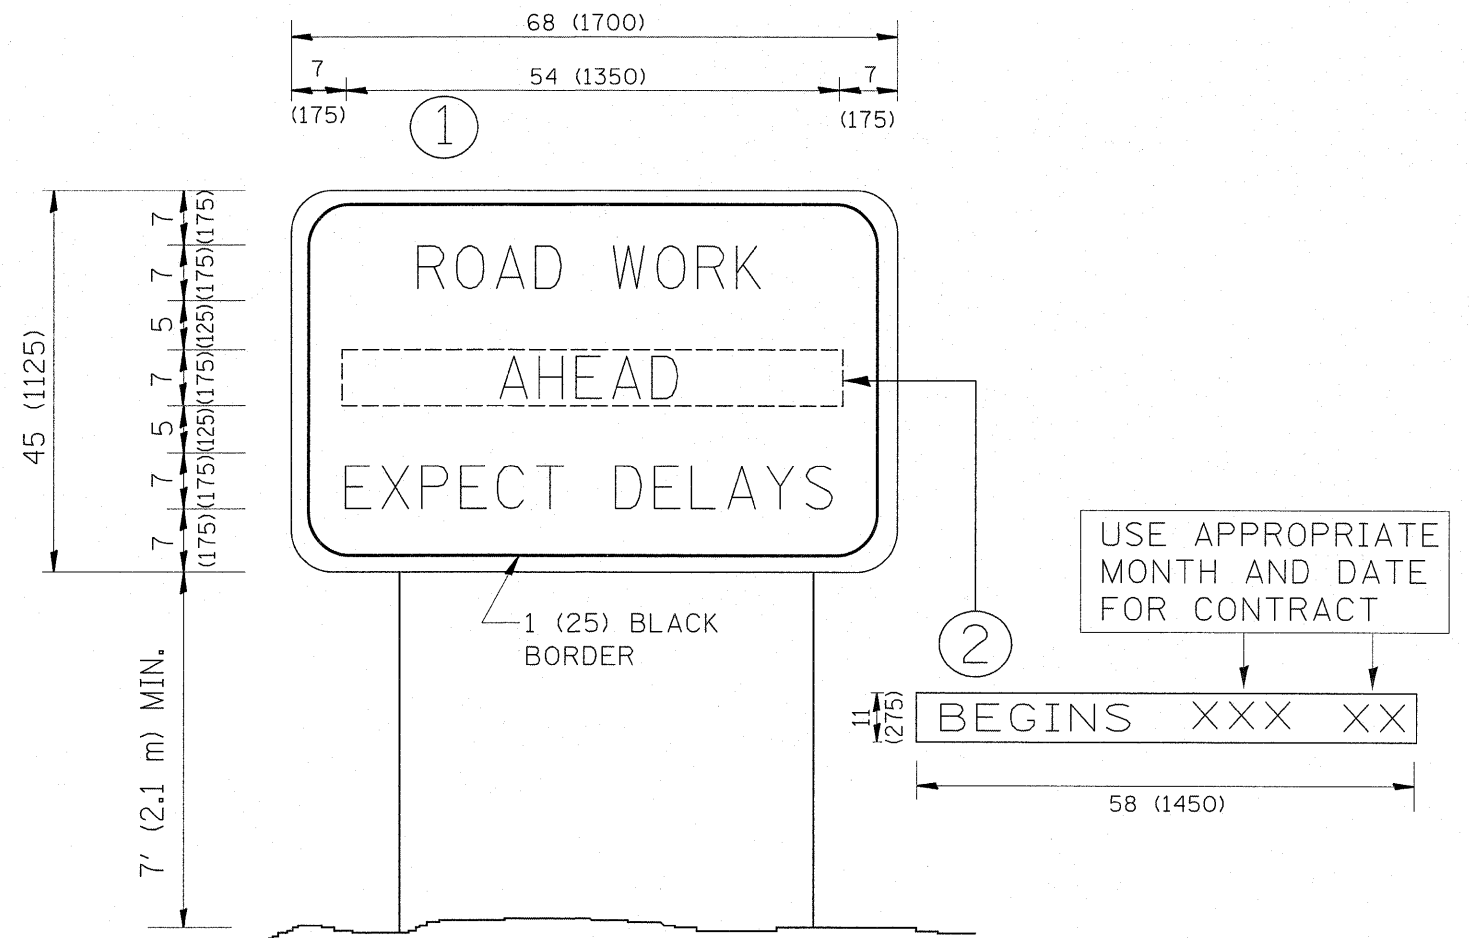 68 (1700)
7
54 (1350)
7
(175)
(175)
1
7
(175)
7
(175)
5
(125)
7
(175)
5
(125)
7
(175)
7
(175)
45 (1125)
ROAD WORK
AHEAD
EXPECT DELAYS
1 (25) BLACK
BORDER
7' (2.1 m) MIN.
2
USE APPROPRIATE
MONTH AND DATE
FOR CONTRACT
11
(275)
BEGINS XXX XX
58 (1450)